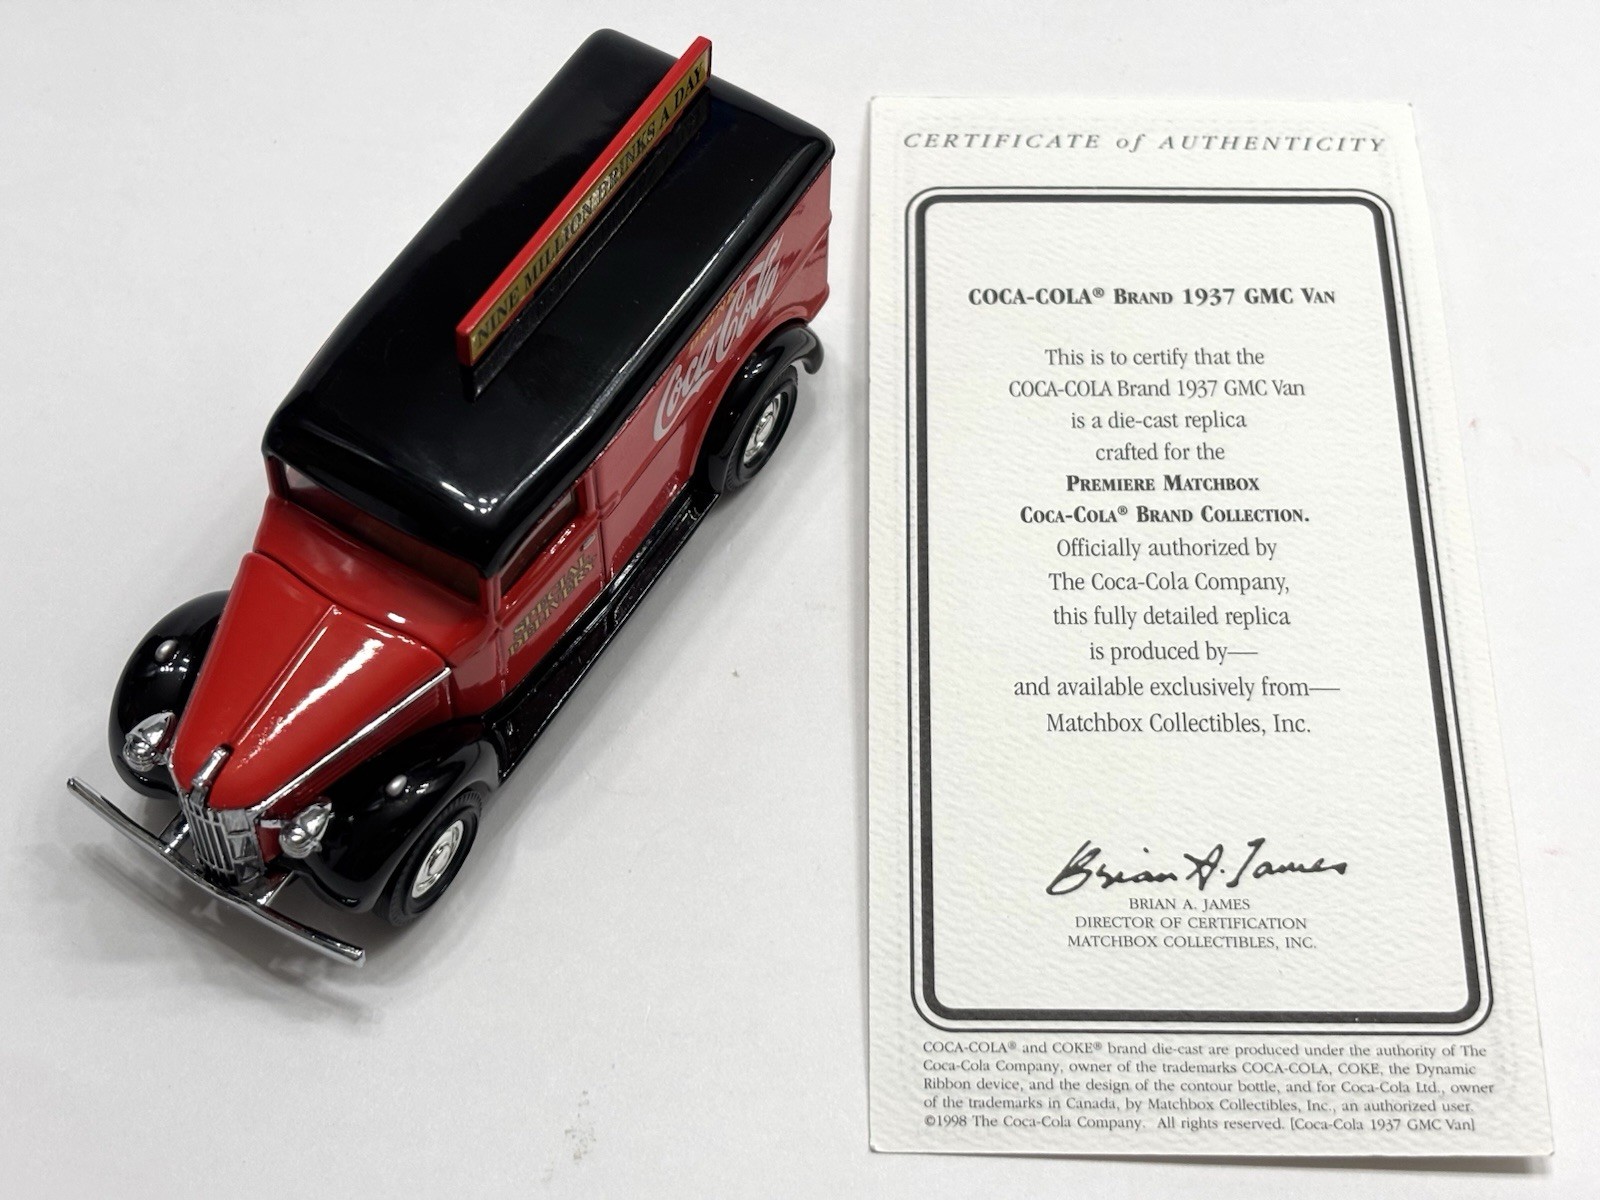 NINE MILLION DRINKS A DAY
DRINK
Coca-Cola
SPECIAL
DELIVERY
CERTIFICATE of AUTHENTICITY
COCA-COLA® BRAND 1937 GMC VAN
This is to certify that the
COCA-COLA Brand 1937 GMC Van
is a die-cast replica
crafted for the
PREMIERE MATCHBOX
COCA-COLA® BRAND COLLECTION.
Officially authorized by
The Coca-Cola Company,
this fully detailed replica
is produced by—
and available exclusively from—
Matchbox Collectibles, Inc.
Brian A. James
BRIAN A. JAMES
DIRECTOR OF CERTIFICATION
MATCHBOX COLLECTIBLES, INC.
COCA-COLA® and COKE® brand die-cast are produced under the authority of The
Coca-Cola Company, owner of the trademarks COCA-COLA, COKE, the Dynamic
Ribbon device, and the design of the contour bottle, and for Coca-Cola Ltd., owner
of the trademarks in Canada, by Matchbox Collectibles, Inc., an authorized user.
©1998 The Coca-Cola Company. All rights reserved. [Coca-Cola 1937 GMC Van]